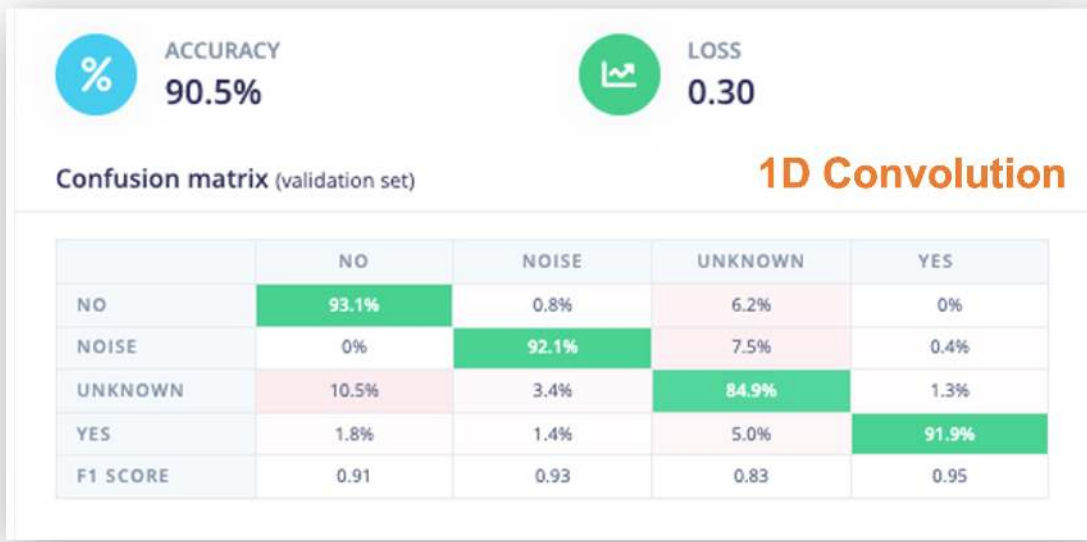 ACCURACY
90.5%
LOSS
0.30
Confusion matrix (validation set)
1D Convolution
NO NOISE UNKNOWN YES
NO 93.1% 0.8% 6.2% 0%
NOISE 0% 92.1% 7.5% 0.4%
UNKNOWN 10.5% 3.4% 84.9% 1.3%
YES 1.8% 1.4% 5.0% 91.9%
F1 SCORE 0.91 0.93 0.83 0.95